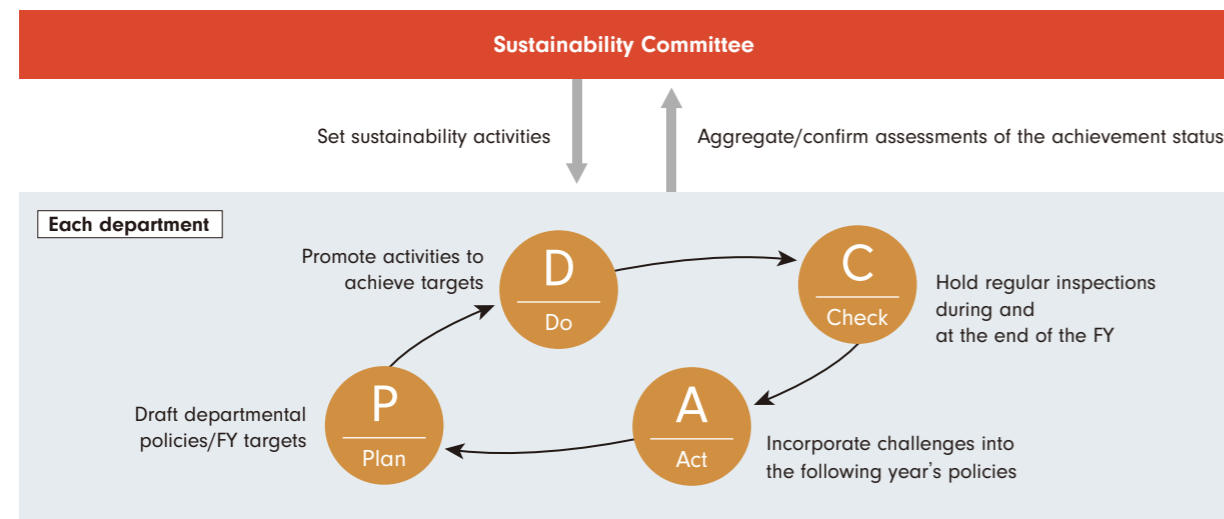 Sustainability Committee
Set sustainability activities
Aggregate/confirm assessments of the achievement status
Each department
Promote activities to
achieve targets
D
Do
C
Check
Hold regular inspections
during and
at the end of the FY
Draft departmental
policies/FY targets
P
Plan
A
Act
Incorporate challenges into
the following year’s policies